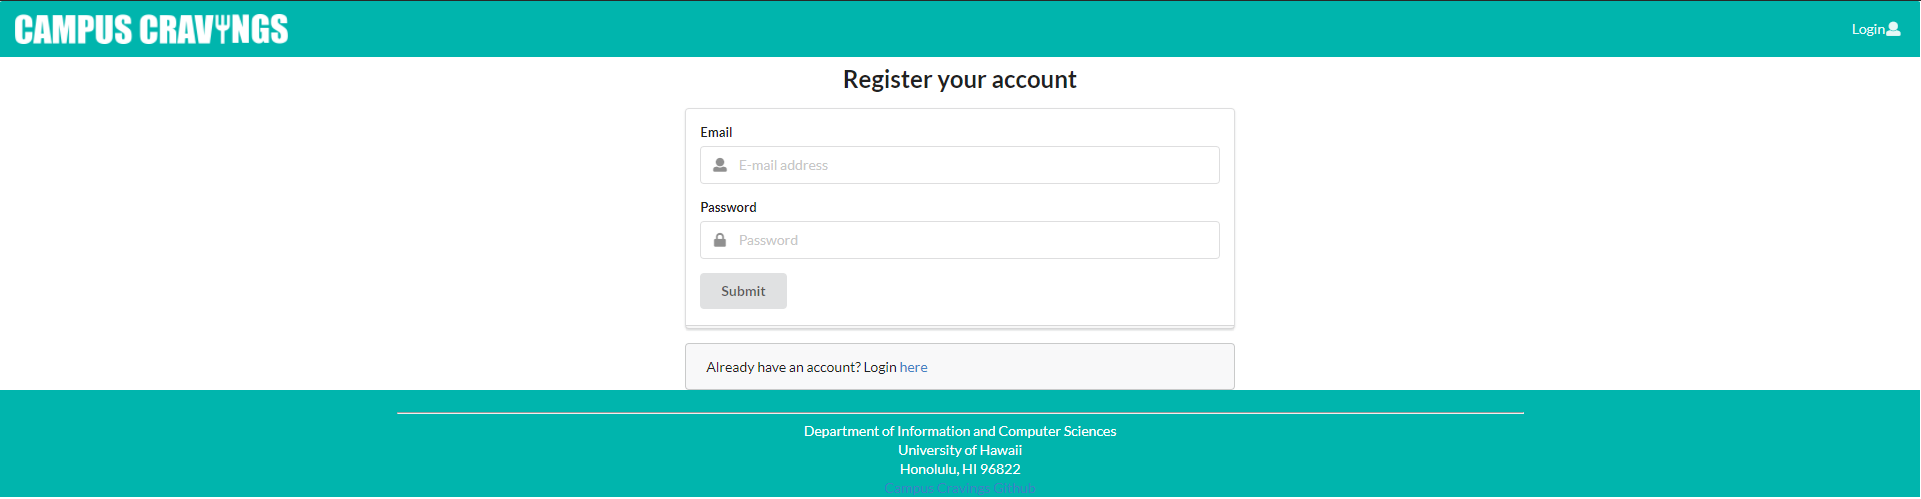 CAMPUS CRAVINGS
Login
Register your account
Email
E-mail address
Password
Password
Submit
Already have an account? Login here
Department of Information and Computer Sciences
University of Hawaii
Honolulu, HI 96822
Campus Cravings Github